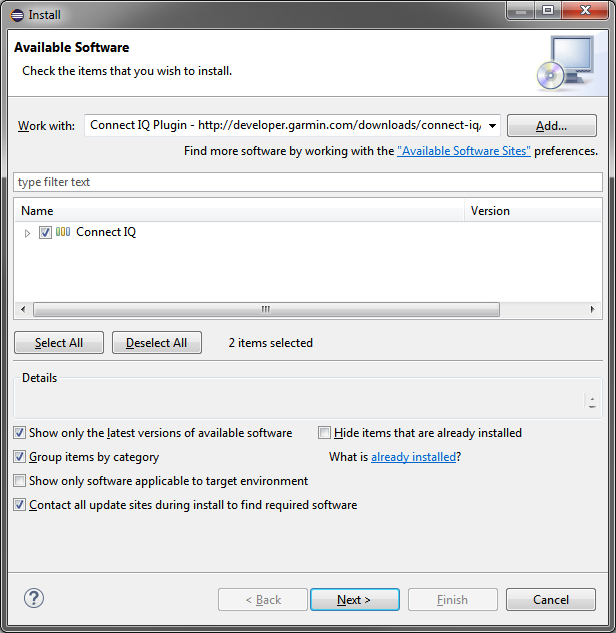 Install
Available Software
Check the items that you wish to install.
Work with: Connect IQ Plugin - http://developer.garmin.com/downloads/connect-iq/ Add...
Find more software by working with the "Available Software Sites" preferences.
type filter text
Name Version
Connect IQ
Select All Deselect All 2 items selected
Details
Show only the latest versions of available software Hide items that are already installed
Group items by category What is already installed?
Show only software applicable to target environment
Contact all update sites during install to find required software
? < Back Next > Finish Cancel